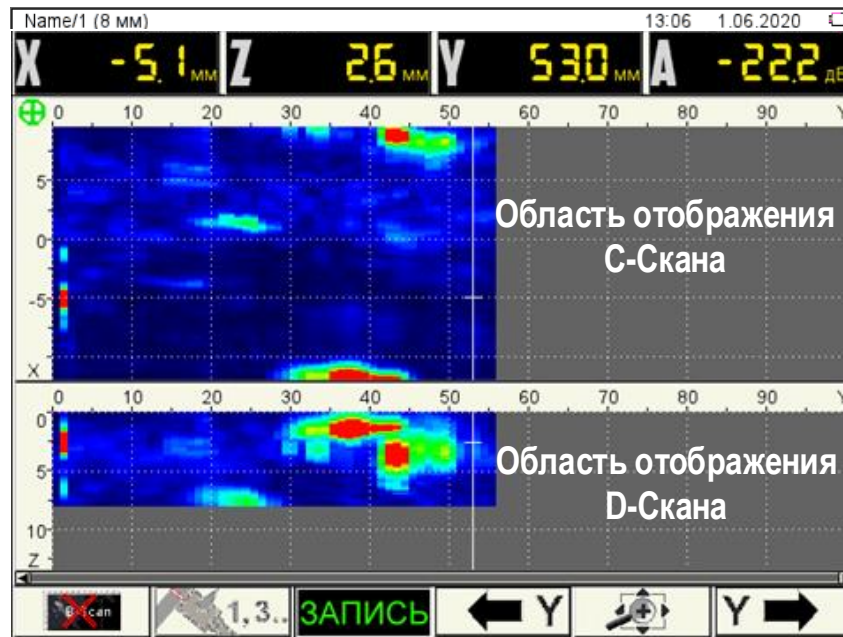 Name/1 (8 мм) 13:06 1.06.2020
X -5.1 мм Z 2.6 мм Y 53.0 мм A -22.2 дБ
0 10 20 30 40 50 60 70 80 90 Y
5
0
-5
X
Область отображения
С-Скана
0 10 20 30 40 50 60 70 80 90 Y
0
5
10
Z
Область отображения
D-Скана
B-Scan 1,3.. ЗАПИСЬ Y Y